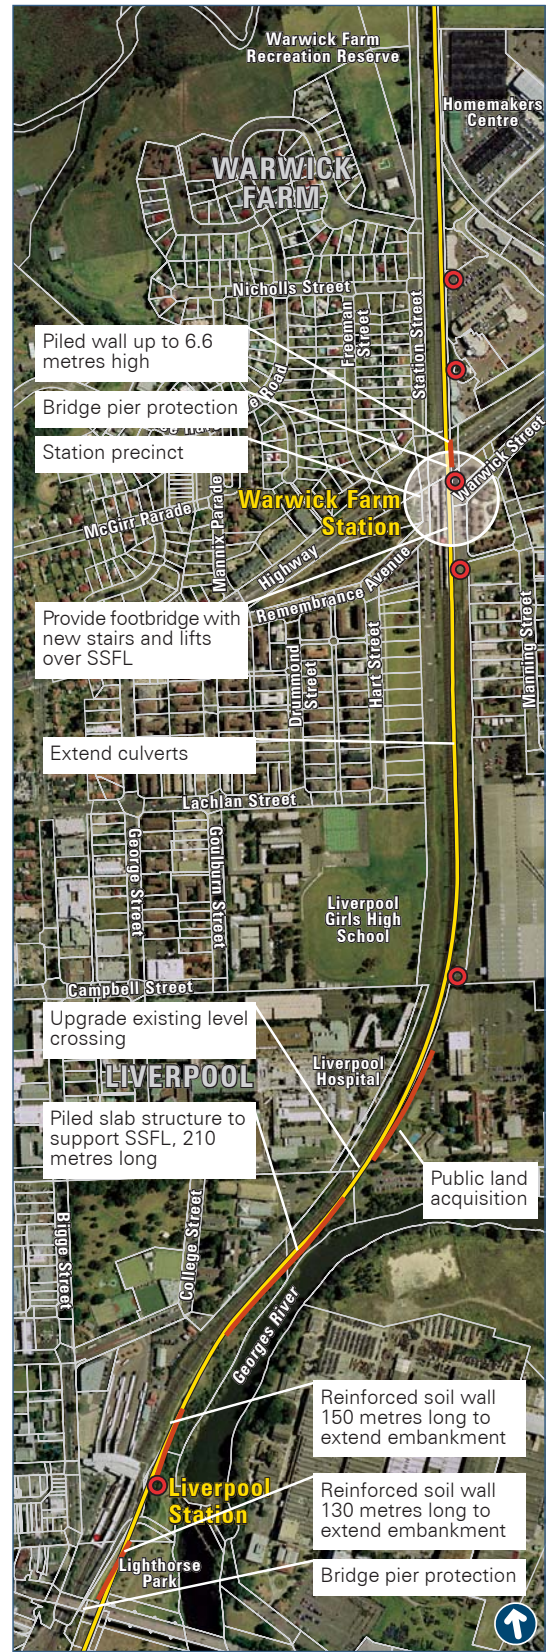 Warwick Farm
Recreation Reserve
Homemakers
Centre
WARWICK
FARM
Nicholls Street
Freeman
Street
Station Street
Piled wall up to 6.6
metres high
Bridge pier protection
Station precinct
Road
Warwick Street
Warwick Farm
Station
McGirr Parade
Mannix Parade
Highway
Remembrance Avenue
Provide footbridge with
new stairs and lifts
over SSFL
Drummond
Street
Hart Street
Manning Street
Extend culverts
Lachlan Street
George Street
Goulburn Street
Liverpool
Girls High
School
Campbell Street
Upgrade existing level
crossing
Liverpool
Hospital
LIVERPOOL
Piled slab structure to
support SSFL, 210
metres long
Public land
acquisition
Bigge Street
College Street
Georges River
Reinforced soil wall
150 metres long to
extend embankment
Liverpool
Station
Reinforced soil wall
130 metres long to
extend embankment
Lighthorse
Park
Bridge pier protection